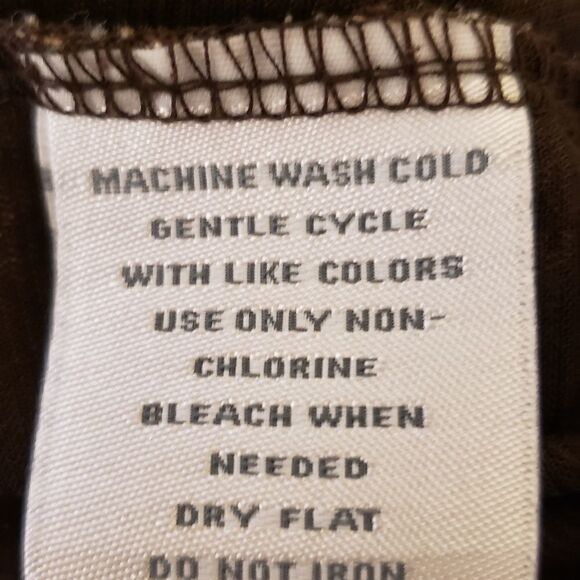 MACHINE WASH COLD
GENTLE CYCLE
WITH LIKE COLORS
USE ONLY NON-
CHLORINE
BLEACH WHEN
NEEDED
DRY FLAT
DO NOT IRON